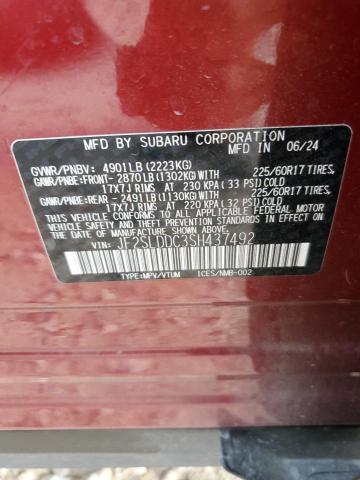 MFD BY SUBARU CORPORATION IN 06/24
GVWR/PNBV: 4901LB(2223KG)
GAWR/PNBE:FRONT-2870LB(1302KG)WITH 225/60R17 TIRES,
17X7J RIMS AT 230 KPA(33 PSI)COLD
GAWR/PNBE:REAR -2491LB(1130KG)WITH 225/60R17 TIRES,
17X7J RIMS AT 220 KPA(32 PSI)COLD
THIS VEHICLE CONFORMS TO ALL APPLICABLE FEDERAL MOTOR
VEHICLE SAFETY, BUMPER, AND THEFT PREVENTION STANDARDS IN EFFECT
ON THE DATE OF MANUFACTURE SHOWN ABOVE.
VIN: JF2SLDDC3SH437492
TYPE:MPV/VTUM ICES/NMB-002